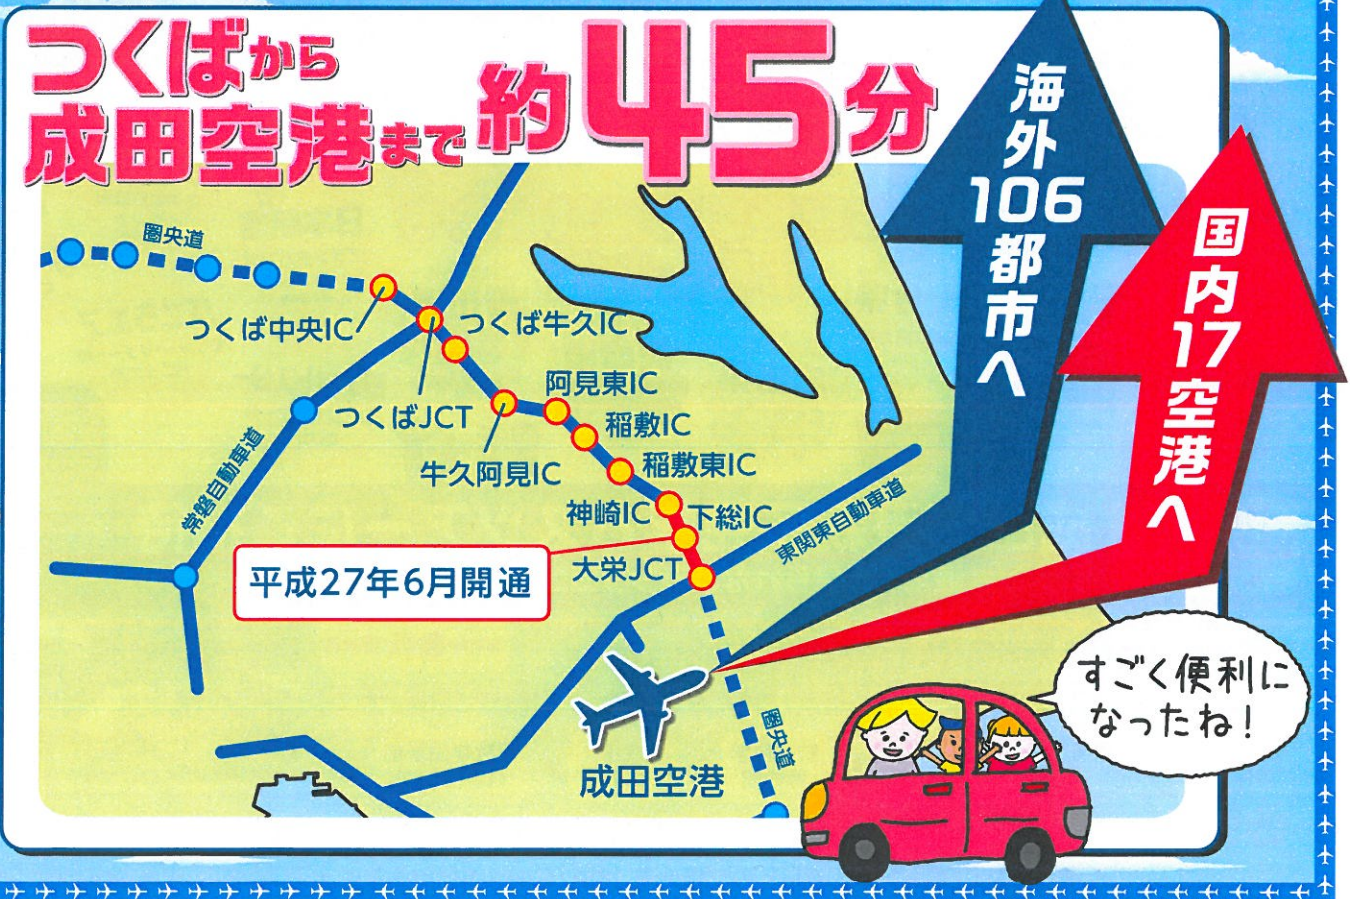 つくばから
成田空港まで
約45分
海外106都市へ
国内17空港へ
圏央道
つくば中央IC
つくば牛久IC
つくばJCT
阿見東IC
稲敷IC
牛久阿見IC
稲敷東IC
神崎IC
下総IC
大栄JCT
常磐自動車道
東関東自動車道
平成27年6月開通
成田空港
圏央道
すごく便利に
なったね!